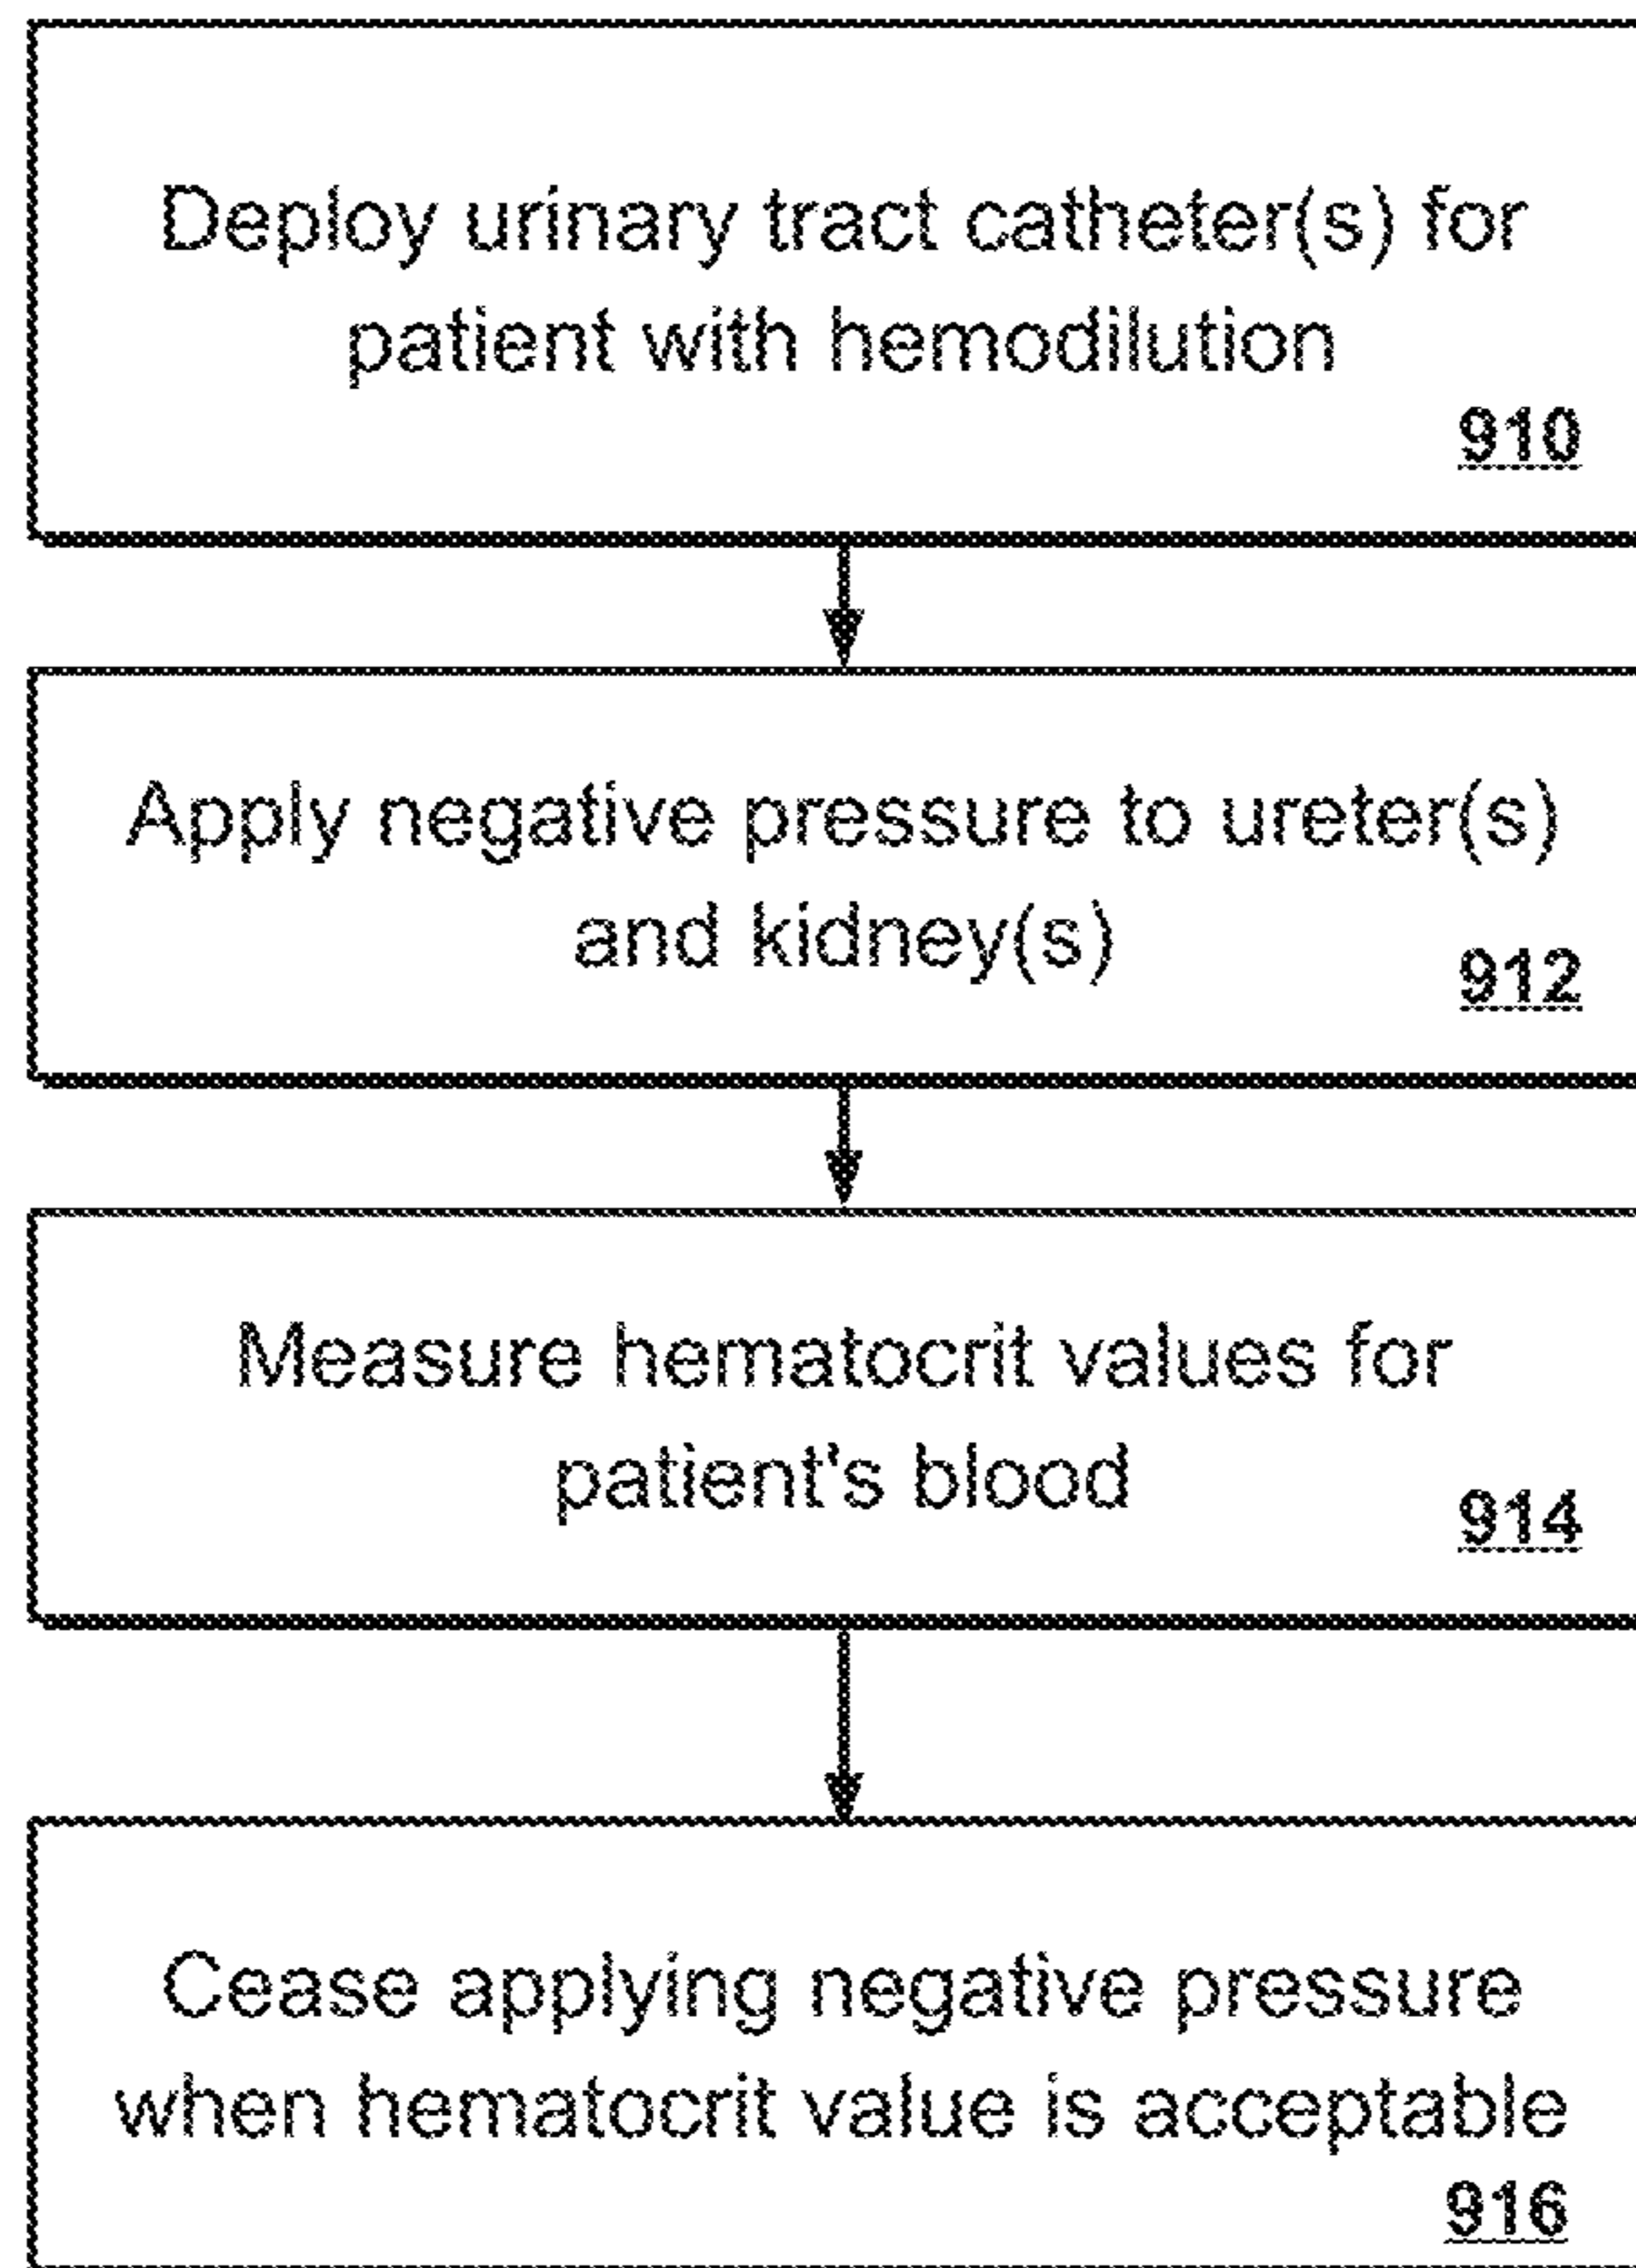 Deploy urinary tract catheter(s) for
patient with hemodilution
910
Apply negative pressure to ureter(s)
and kidney(s)
912
Measure hematocrit values for
patient's blood
914
Cease applying negative pressure
when hematocrit value is acceptable
916